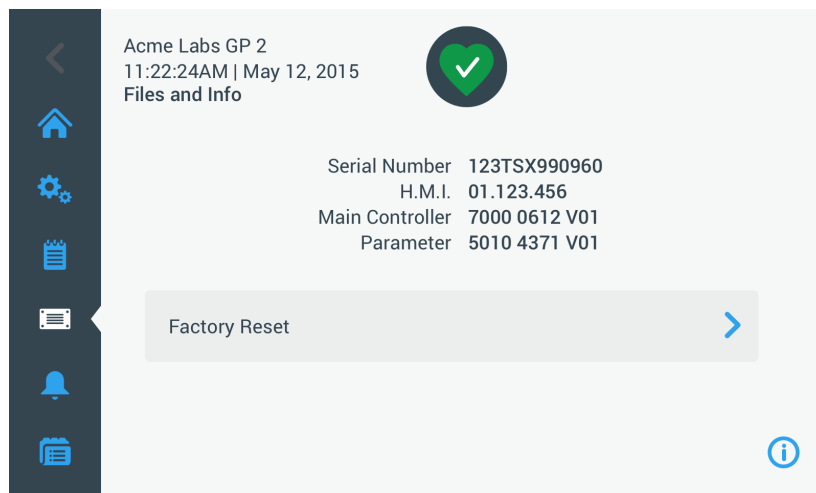 Acme Labs GP 2
11:22:24AM | May 12, 2015
Files and Info
Serial Number 123TSX990960
H.M.I. 01.123.456
Main Controller 7000 0612 V01
Parameter 5010 4371 V01
Factory Reset